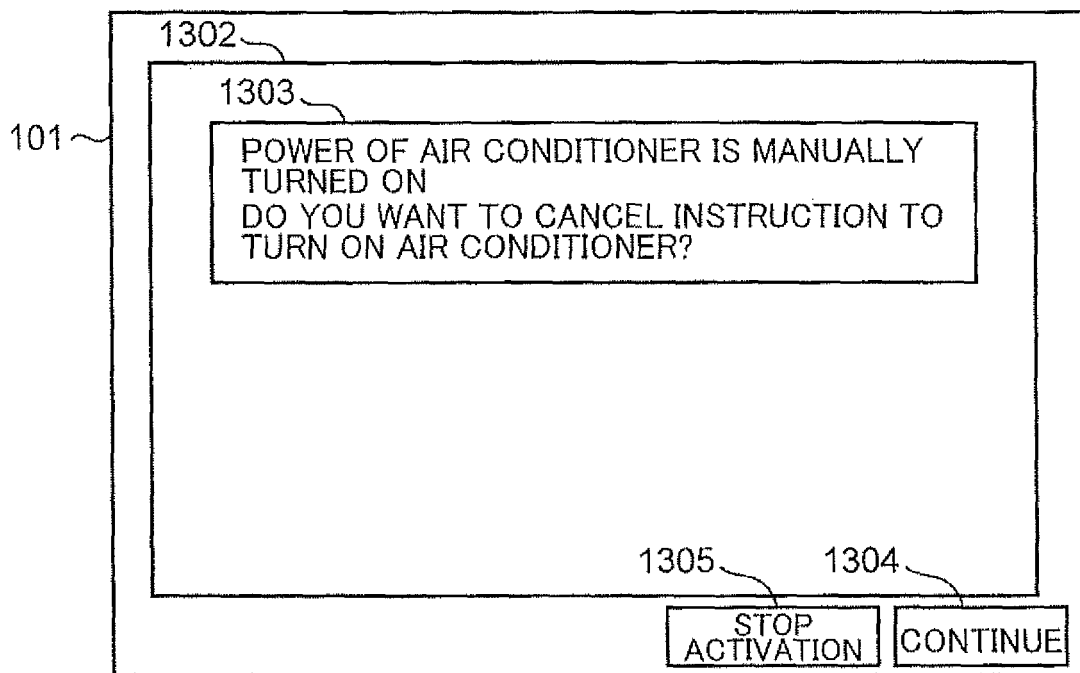 1302
1303
101
POWER OF AIR CONDITIONER IS MANUALLY
TURNED ON
DO YOU WANT TO CANCEL INSTRUCTION TO
TURN ON AIR CONDITIONER?
1305
1304
STOP
ACTIVATION
CONTINUE